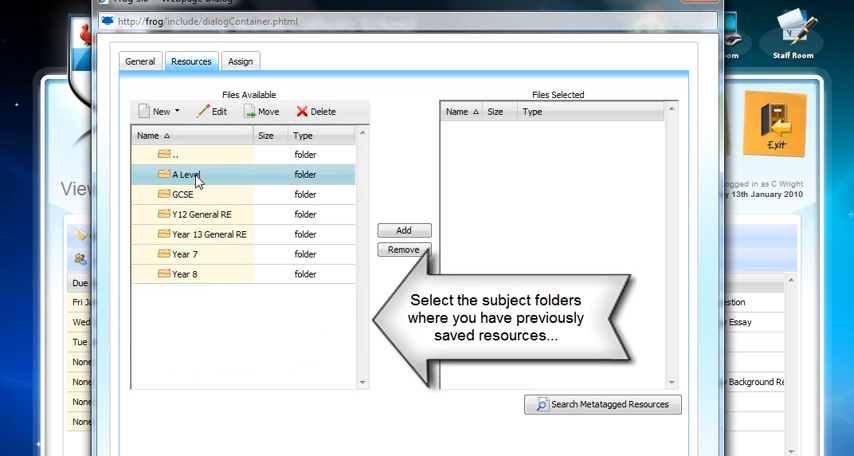 Frog 3.0 -- Webpage Dialog
http://frog/include/dialogContainer.phtml
Staff Room
General
Resources
Assign
Files Available
Files Selected
New
Edit
Move
Delete
Name
Size
Type
Name
Size
Type
..
folder
A Level
folder
GCSE
folder
Y12 General RE
folder
Year 13 General RE
folder
Year 7
folder
Year 8
folder
Add
Remove
Select the subject folders
where you have previously
saved resources...
Search Metatagged Resources
Exit
View
ogged in as C Wright
y 13th January 2010
Due
Fri Ja
Wed
Tue
None
None
None
None
stion
y Essay
y Background Re